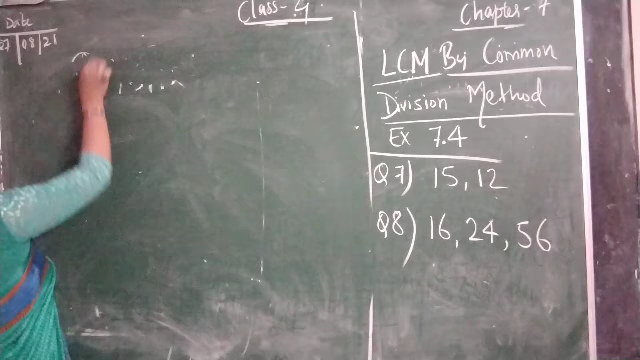 Date
27|08|21
Class-4
Chapter-7
LCM By Common
Division Method
Ex 7.4
Q7) 15, 12
Q8) 16, 24, 56